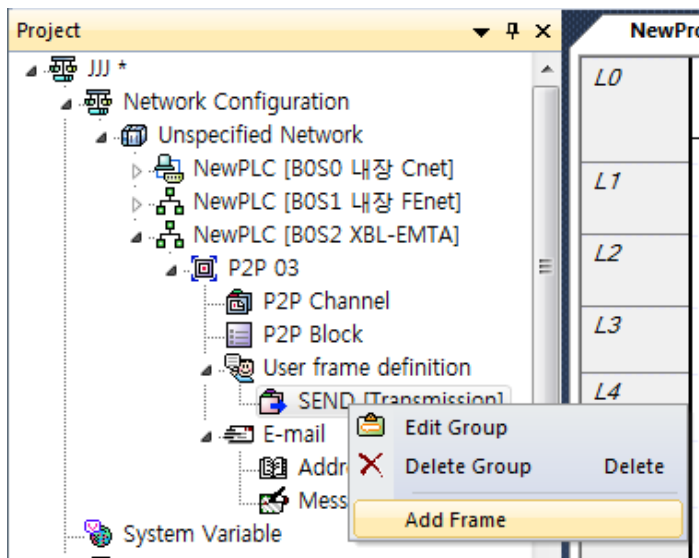 Project
NewPro
JJJ *
Network Configuration
Unspecified Network
NewPLC [B0S0 내장 Cnet]
NewPLC [B0S1 내장 FEnet]
NewPLC [B0S2 XBL-EMTA]
P2P 03
P2P Channel
P2P Block
User frame definition
SEND [Transmission]
E-mail
Addr
Mess
System Variable
Edit Group
Delete Group Delete
Add Frame
L0
L1
L2
L3
L4